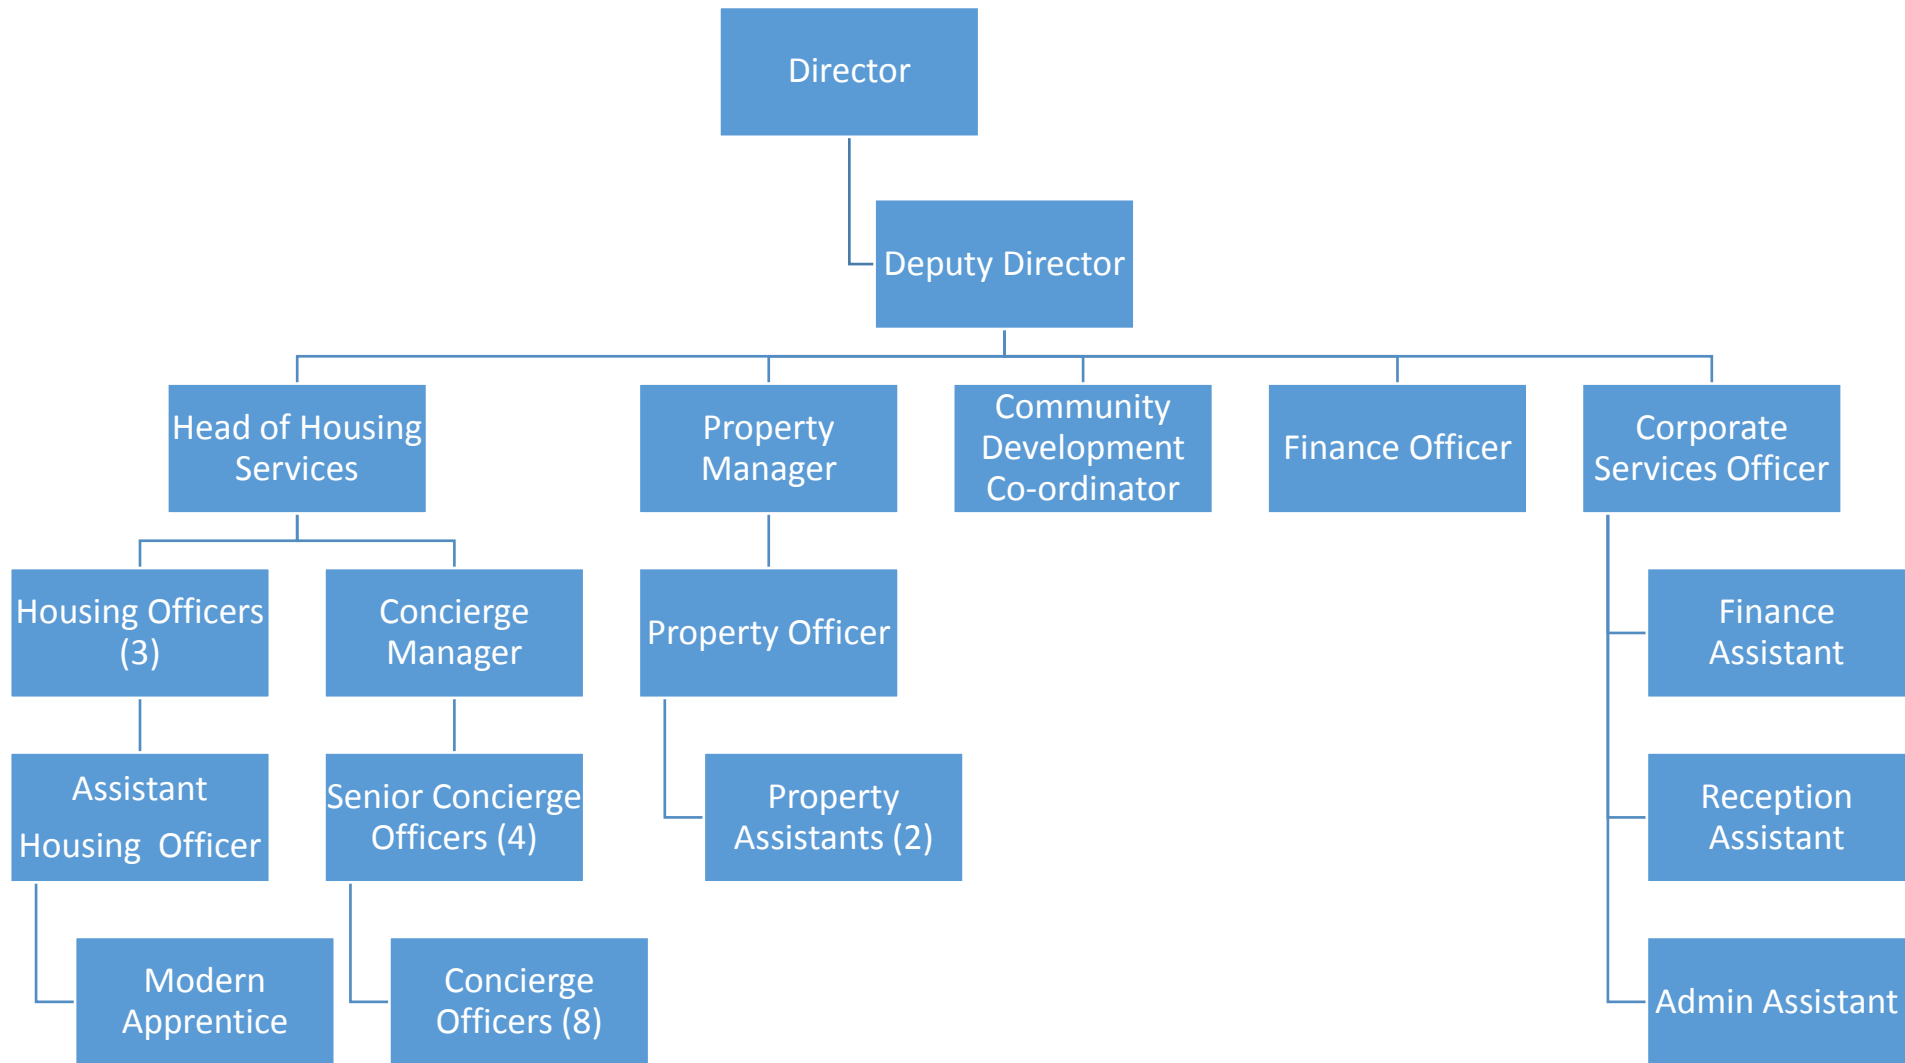 Director
Deputy Director
Head of Housing
Services
Property
Manager
Community
Development
Co-ordinator
Finance Officer
Corporate
Services Officer
Housing Officers
(3)
Concierge
Manager
Property Officer
Finance
Assistant
Assistant
Housing  Officer
Senior Concierge
Officers (4)
Property
Assistants (2)
Reception
Assistant
Modern
Apprentice
Concierge
Officers (8)
Admin Assistant